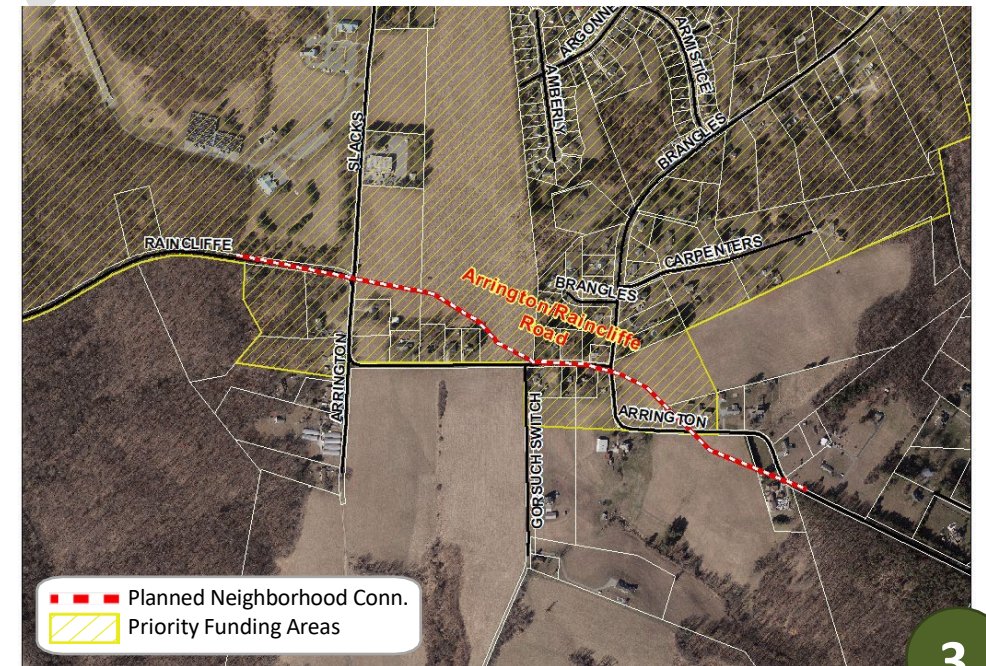 ARGONNE
ARMISTICE
AMBERLY
SLACKS
BRANGLES
RAINCLIFFE
CARPENTERS
BRANGLES
Arrington/Raincliffe
Road
ARRINGTON
ARRINGTON
GORSUCH SWITCH
Planned Neighborhood Conn.
Priority Funding Areas
3